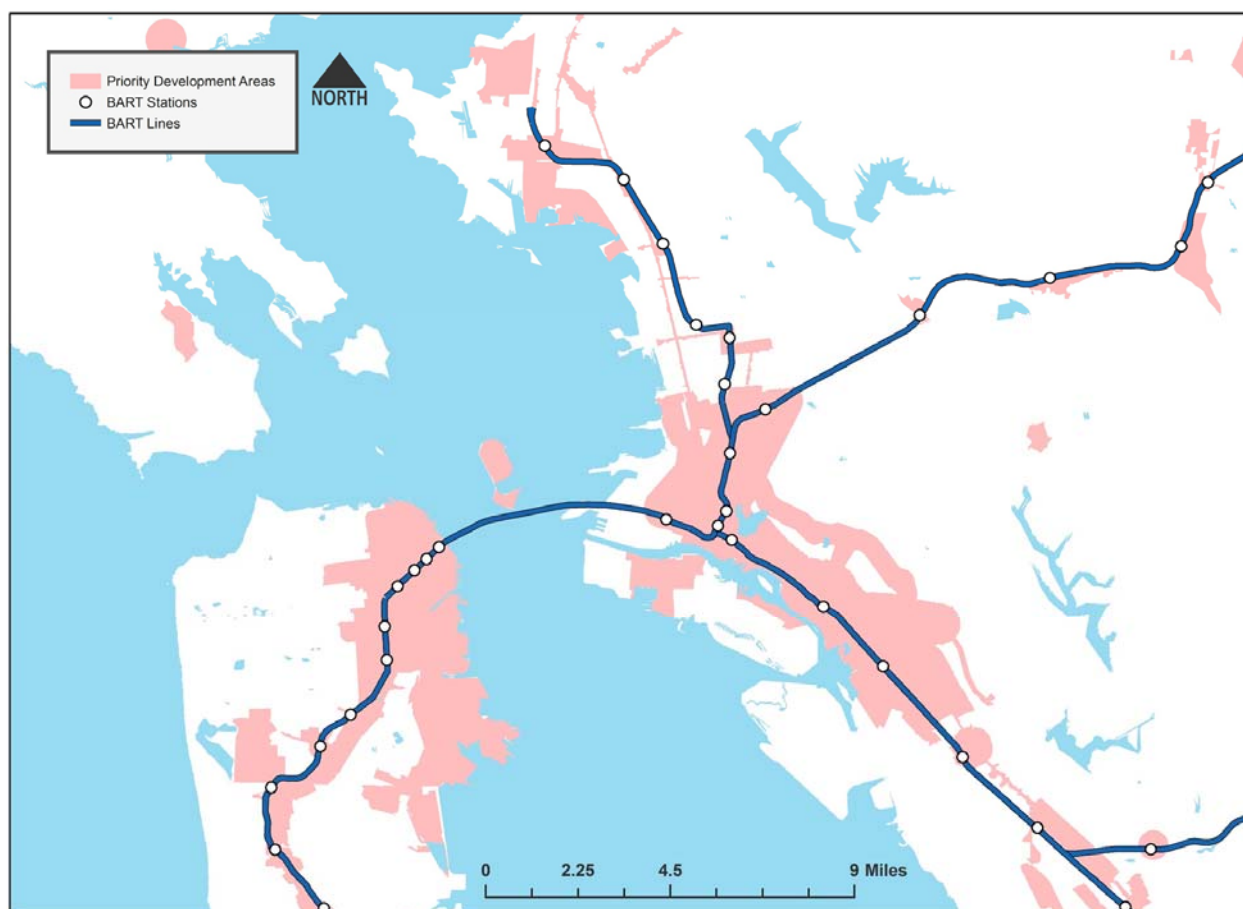 Priority Development Areas
BART Stations
BART Lines
NORTH
0 2.25 4.5 9 Miles